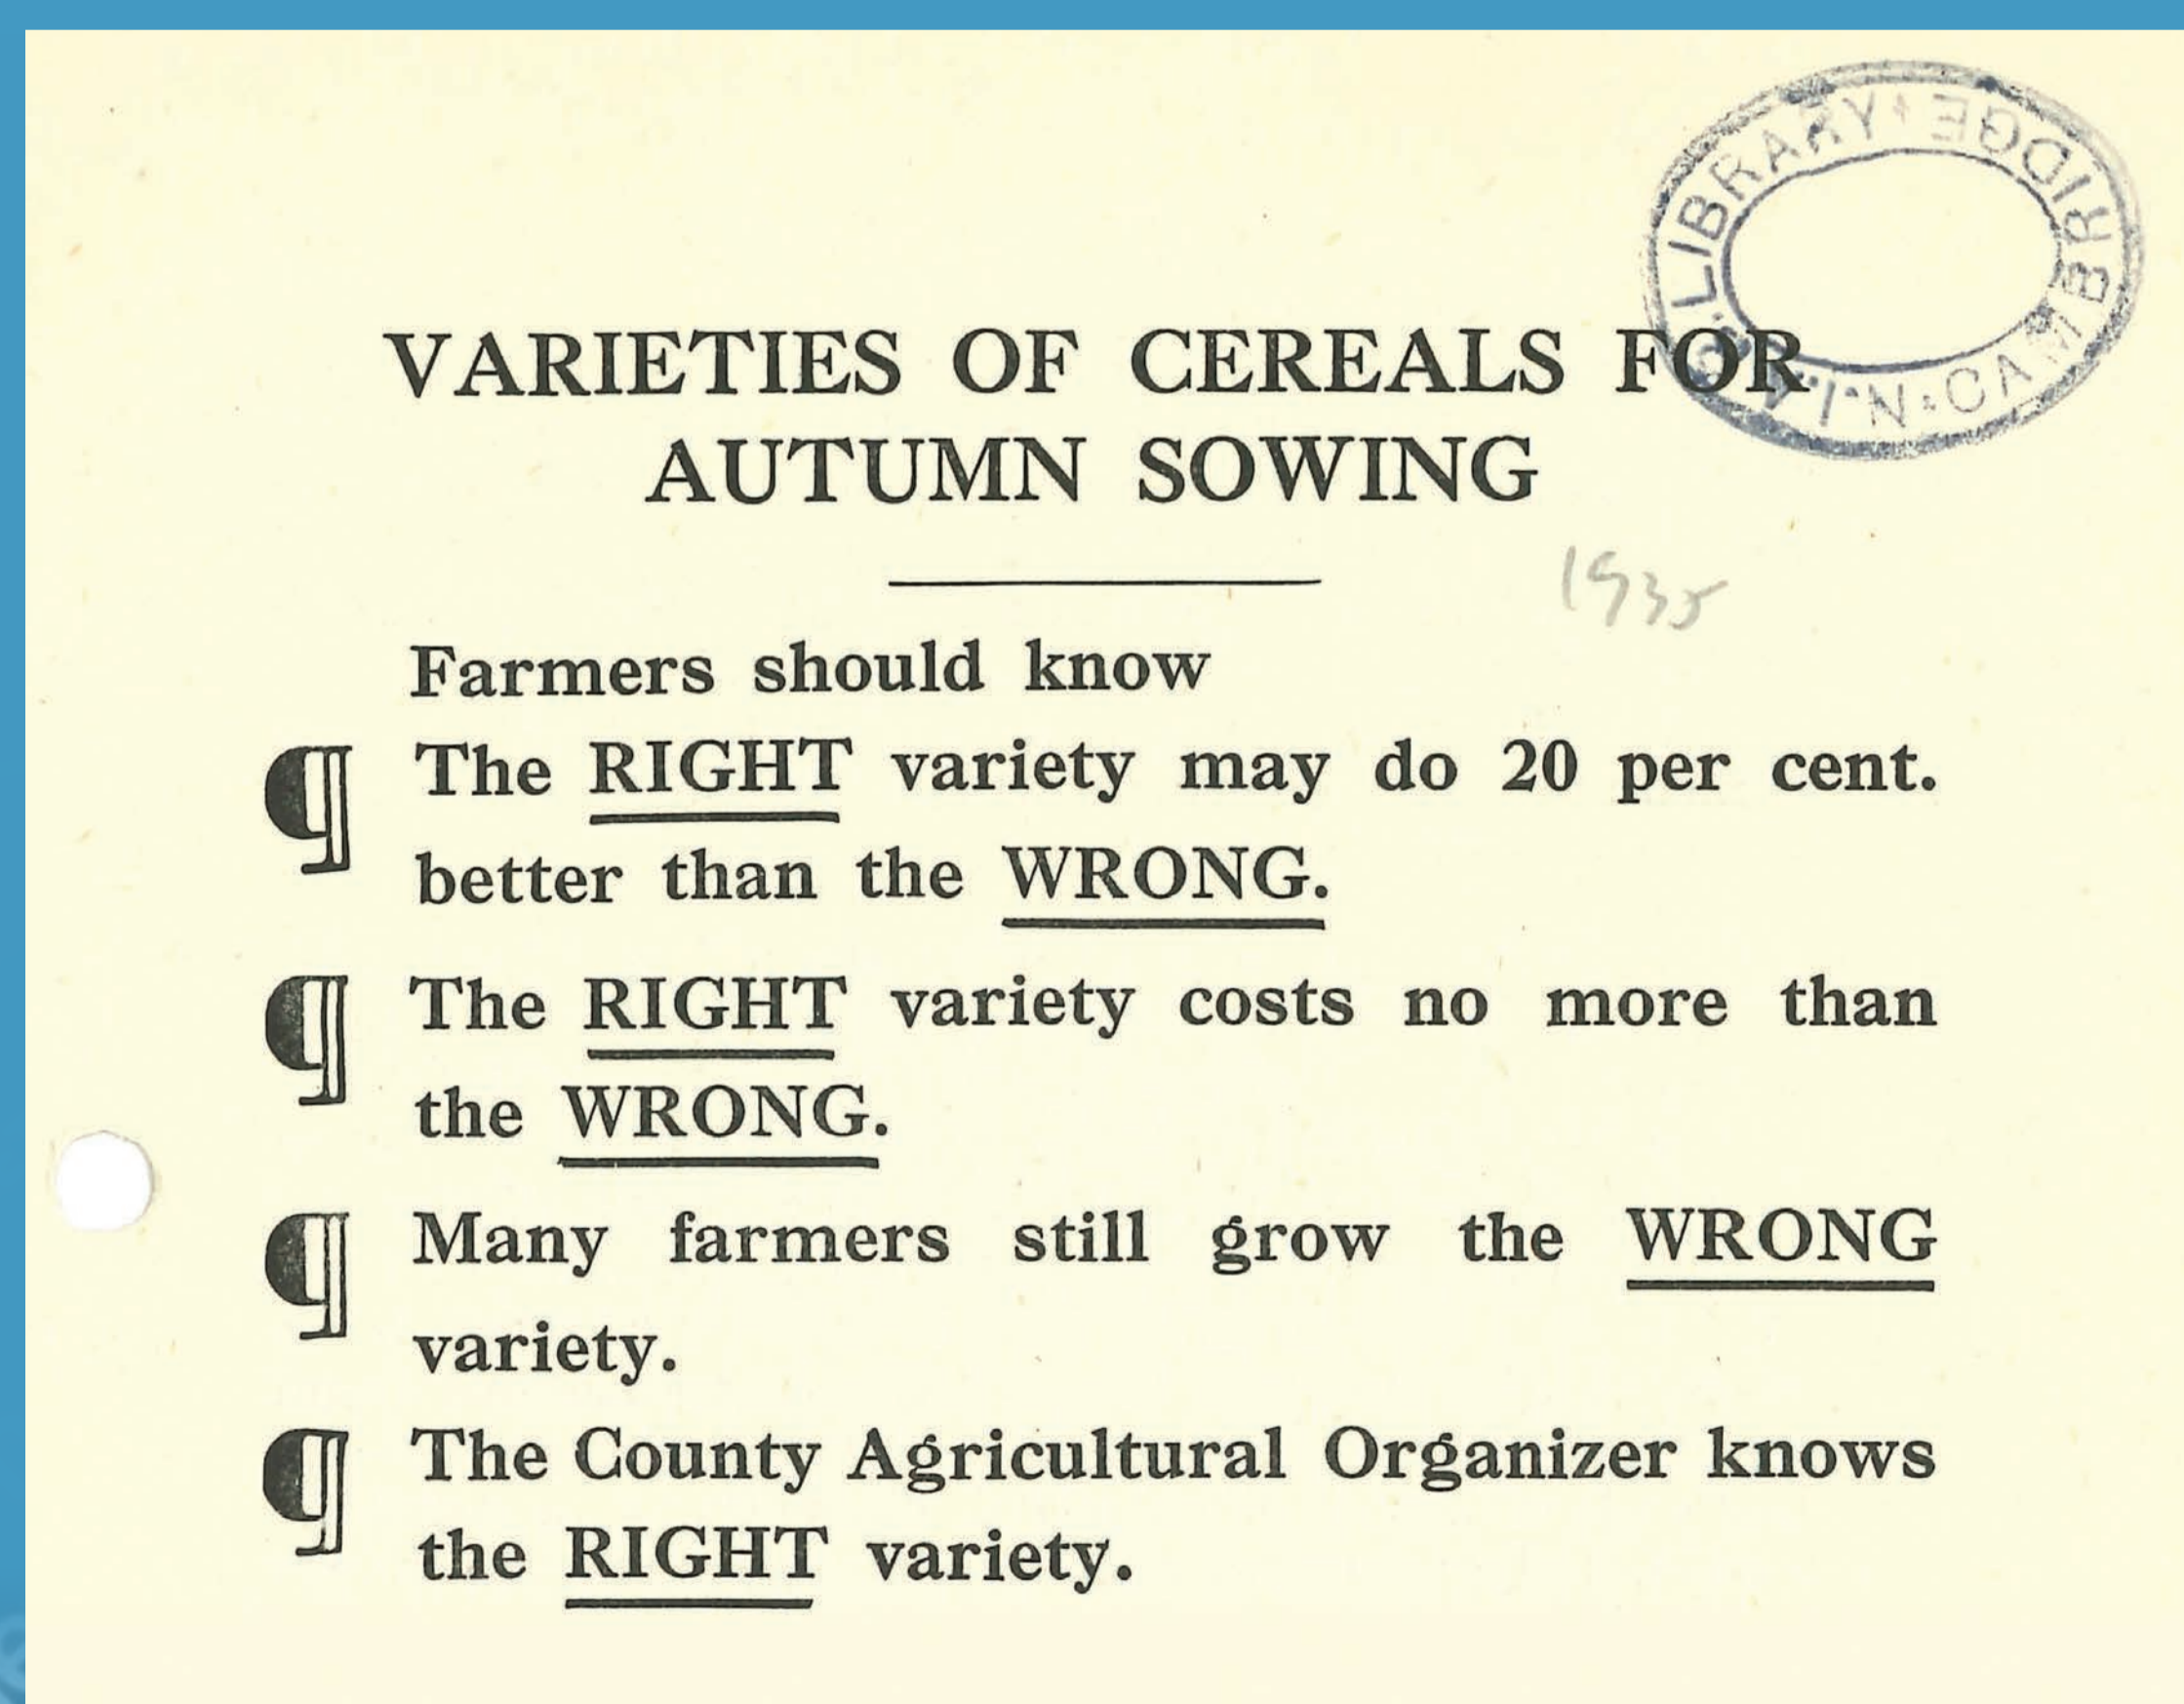 LIBRARY
CAMBRIDGE
VARIETIES OF CEREALS FOR
AUTUMN SOWING
1935
Farmers should know
¶ The RIGHT variety may do 20 per cent.
better than the WRONG.
¶ The RIGHT variety costs no more than
the WRONG.
¶ Many farmers still grow the WRONG
variety.
¶ The County Agricultural Organizer knows
the RIGHT variety.